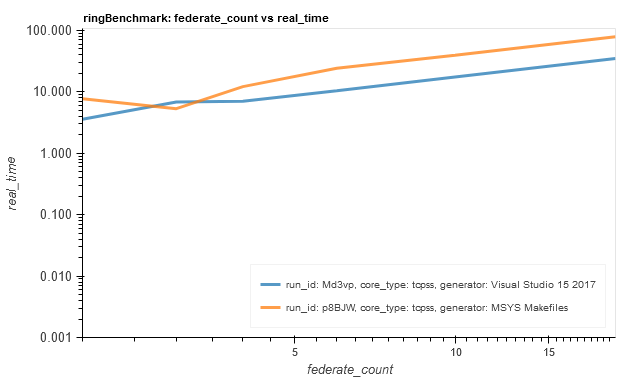 ringBenchmark: federate_count vs real_time
100.000
10.000
1.000
0.100
0.010
0.001
real_time
run_id: Md3vp, core_type: tcpss, generator: Visual Studio 15 2017
run_id: p8BJW, core_type: tcpss, generator: MSYS Makefiles
5
10
15
federate_count